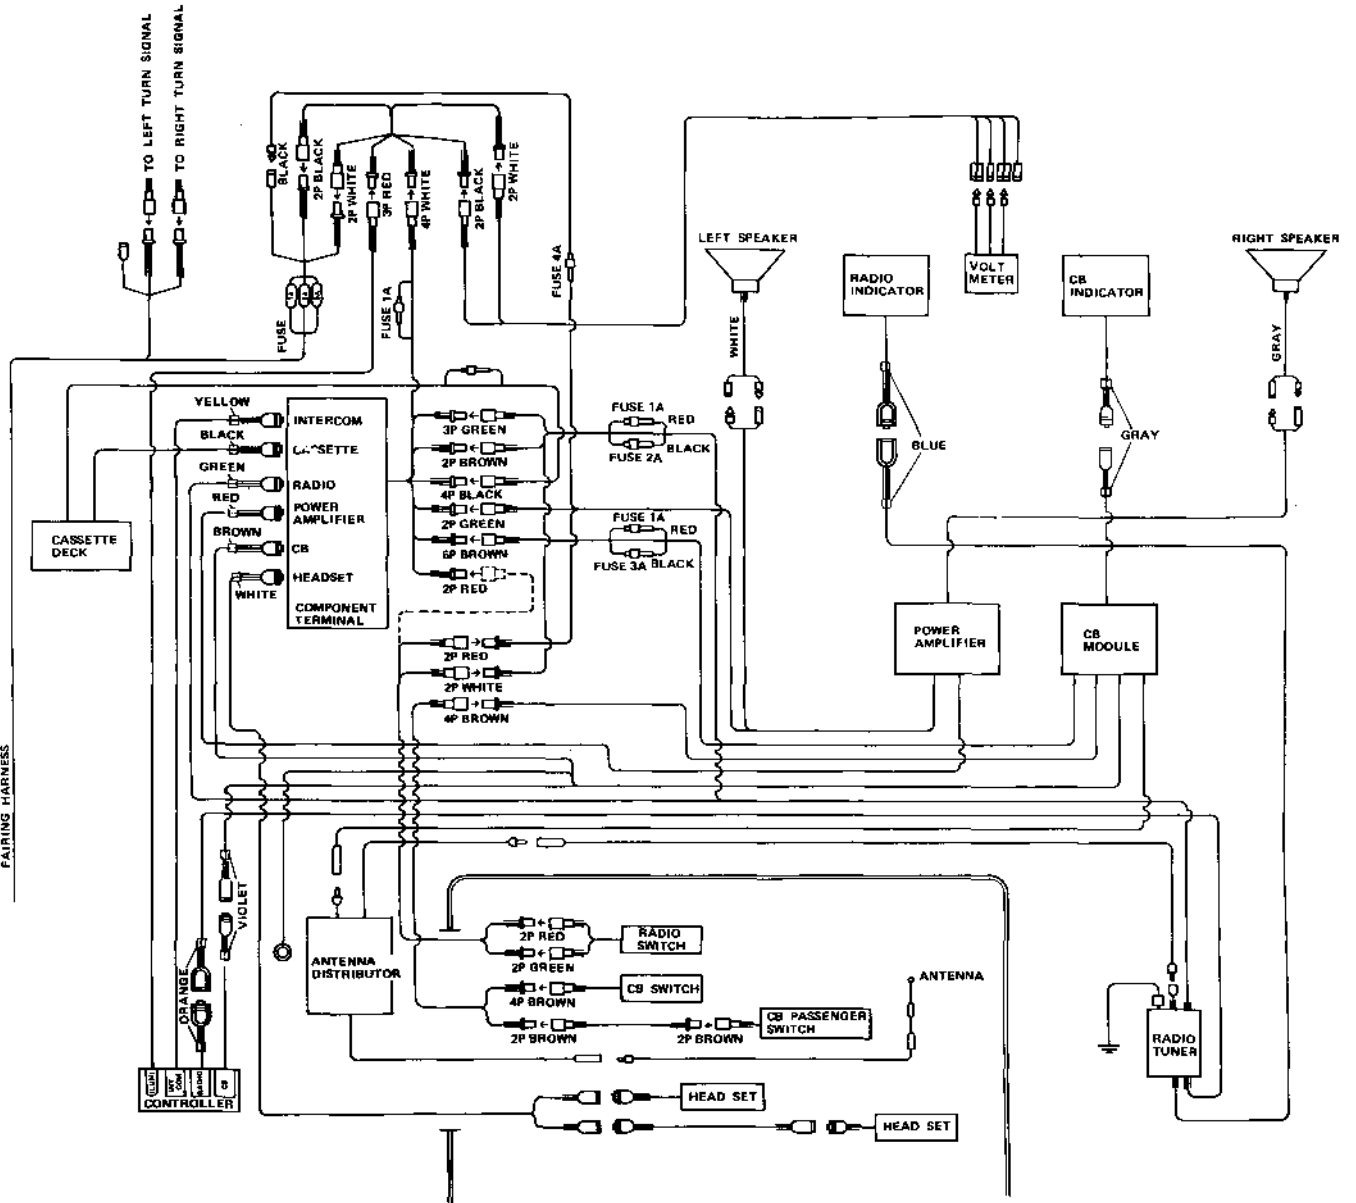 TO LEFT TURN SIGNAL
TO RIGHT TURN SIGNAL
BLACK
2P BLACK
2P WHITE
3P RED
4P WHITE
2P BLACK
2P WHITE
FUSE
FUSE 1A
FUSE 4A
LEFT SPEAKER
WHITE
RADIO
INDICATOR
VOLT
METER
CB
INDICATOR
RIGHT SPEAKER
GRAY
BLUE
GRAY
YELLOW
BLACK
GREEN
RED
BROWN
WHITE
INTERCOM
CASSETTE
RADIO
POWER
AMPLIFIER
CB
HEADSET
COMPONENT
TERMINAL
CASSETTE
DECK
3P GREEN
2P BROWN
4P BLACK
2P GREEN
6P BROWN
2P RED
2P RED
2P WHITE
4P BROWN
FUSE 1A
RED
BLACK
FUSE 2A
FUSE 1A
RED
FUSE 3A
BLACK
POWER
AMPLIFIER
CB
MODULE
FAIRING HARNESS
VIOLET
ORANGE
ANTENNA
DISTRIBUTOR
2P RED
2P GREEN
RADIO
SWITCH
4P BROWN
CB SWITCH
2P BROWN
2P BROWN
CB PASSENGER
SWITCH
ANTENNA
RADIO
TUNER
INT
COM
RADIO
CB
CONTROLLER
HEAD SET
HEAD SET